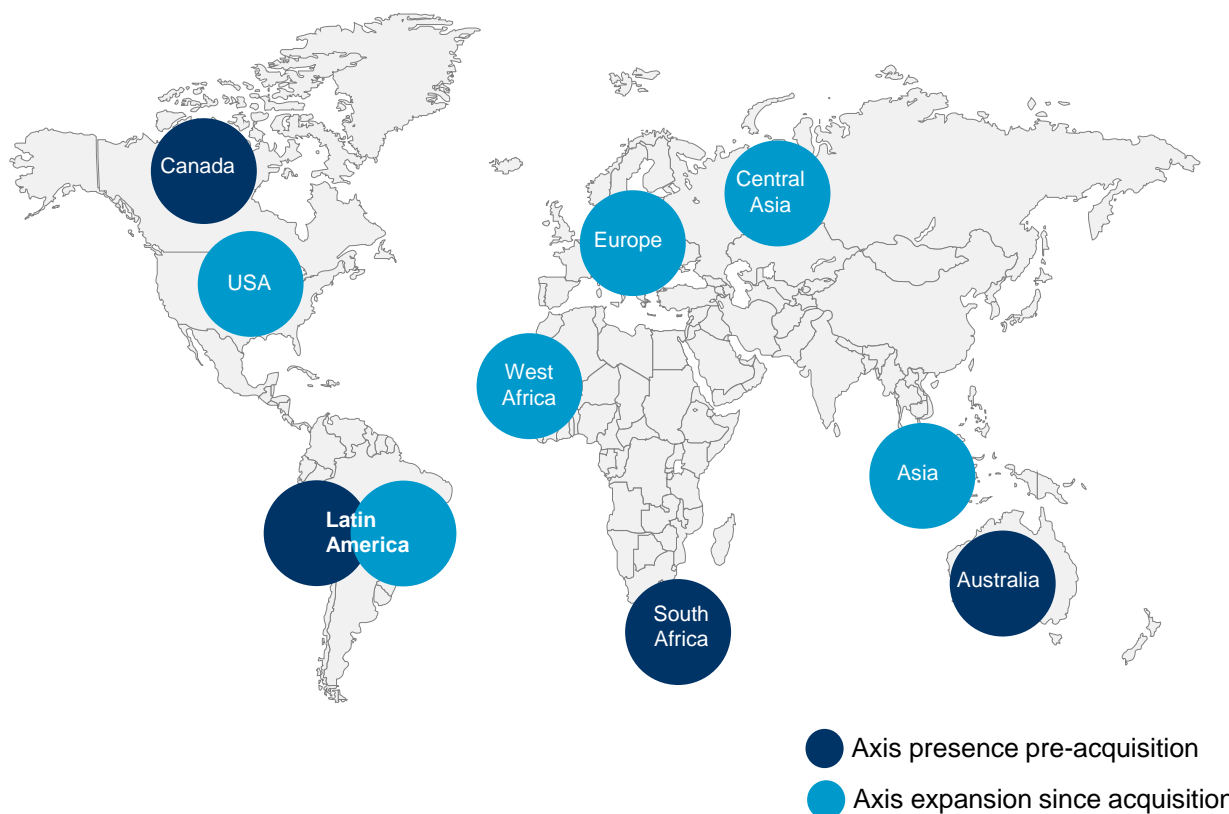 Canada
Central
Asia
Europe
USA
West
Africa
Asia
Latin
America
Australia
South
Africa
Axis presence pre-acquisition
Axis expansion since acquisition